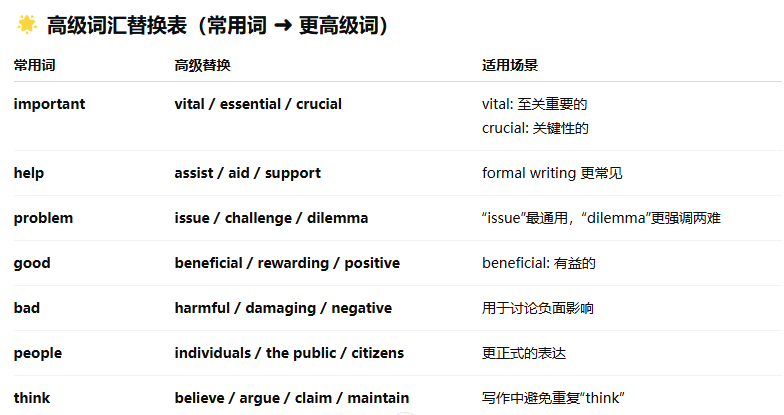 🌟 高级词汇替换表（常用词 ➜ 更高级词）
常用词 高级替换 适用场景
important vital / essential / crucial vital: 至关重要的
crucial: 关键性的
help assist / aid / support formal writing 更常见
problem issue / challenge / dilemma “issue”最通用，“dilemma”更强调两难
good beneficial / rewarding / positive beneficial: 有益的
bad harmful / damaging / negative 用于讨论负面影响
people individuals / the public / citizens 更正式的表达
think believe / argue / claim / maintain 写作中避免重复“think”